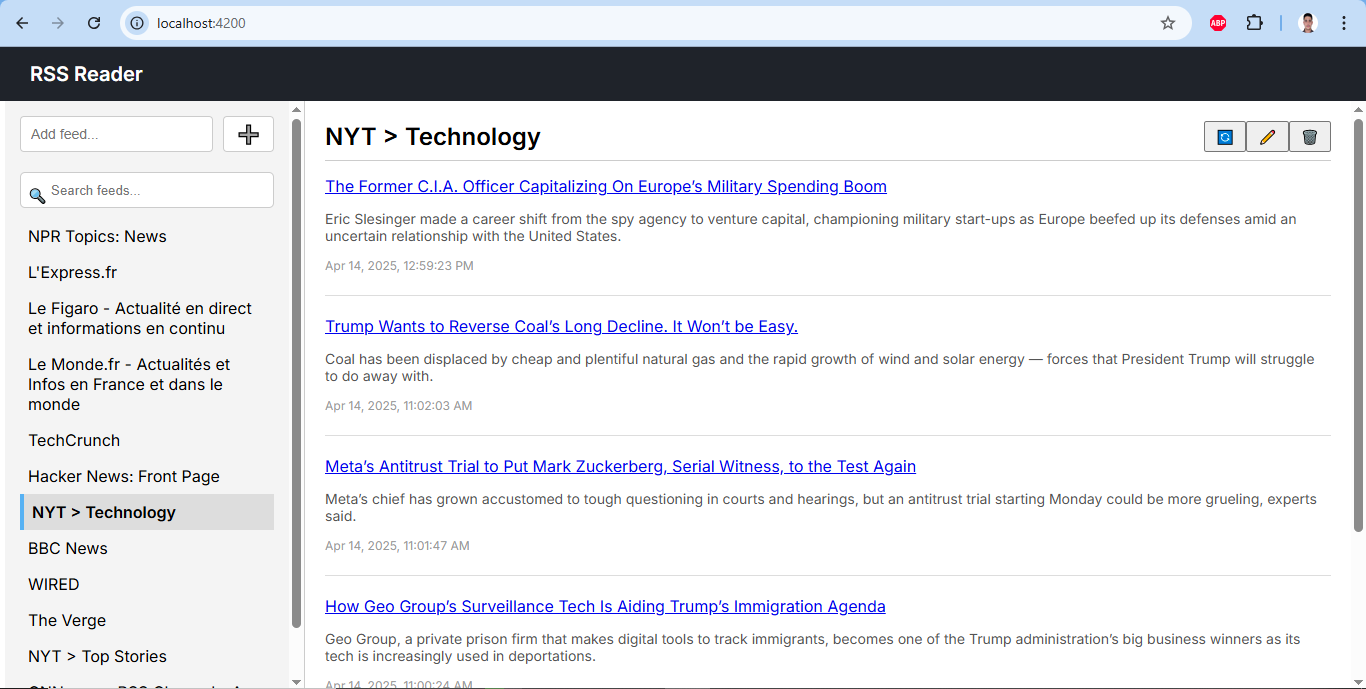 localhost:4200
ABP
RSS Reader
Add feed...
Search feeds...
NPR Topics: News
L'Express.fr
Le Figaro - Actualité en direct
et informations en continu
Le Monde.fr - Actualités et
Infos en France et dans le
monde
TechCrunch
Hacker News: Front Page
NYT > Technology
BBC News
WIRED
The Verge
NYT > Top Stories
NYT > Technology
The Former C.I.A. Officer Capitalizing On Europe’s Military Spending Boom
Eric Slesinger made a career shift from the spy agency to venture capital, championing military start-ups as Europe beefed up its defenses amid an
uncertain relationship with the United States.
Apr 14, 2025, 12:59:23 PM
Trump Wants to Reverse Coal’s Long Decline. It Won’t be Easy.
Coal has been displaced by cheap and plentiful natural gas and the rapid growth of wind and solar energy — forces that President Trump will struggle
to do away with.
Apr 14, 2025, 11:02:03 AM
Meta’s Antitrust Trial to Put Mark Zuckerberg, Serial Witness, to the Test Again
Meta’s chief has grown accustomed to tough questioning in courts and hearings, but an antitrust trial starting Monday could be more grueling, experts
said.
Apr 14, 2025, 11:01:47 AM
How Geo Group’s Surveillance Tech Is Aiding Trump’s Immigration Agenda
Geo Group, a private prison firm that makes digital tools to track immigrants, becomes one of the Trump administration’s big business winners as its
tech is increasingly used in deportations.
Apr 14, 2025, 11:00:24 AM